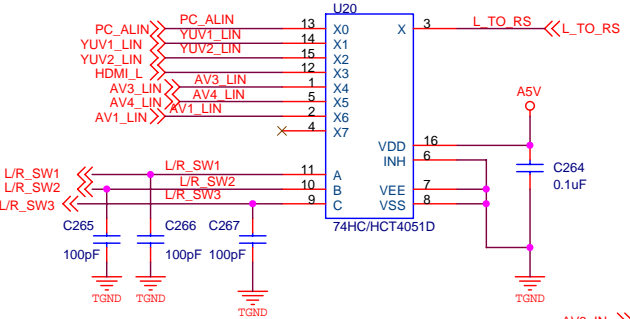 U20
PC_ALIN PC_ALIN 13 X0 X 3 L_TO_RS L_TO_RS
YUV1_LIN YUV1_LIN 14 X1
YUV2_LIN YUV2_LIN 15 X2
HDMI_L 12 X3
AV3_LIN AV3_LIN 1 X4
AV4_LIN AV4_LIN 5 X5
AV1_LIN 2 X6
4 X7
A5V
VDD 16
INH 6
L/R_SW1 L/R_SW1 11 A
L/R_SW2 L/R_SW2 10 B VEE 7
L/R_SW3 L/R_SW3 9 C VSS 8
C264
0.1uF
74HC/HCT4051D
C265 C266 C267
100pF 100pF 100pF
TGND TGND TGND TGND